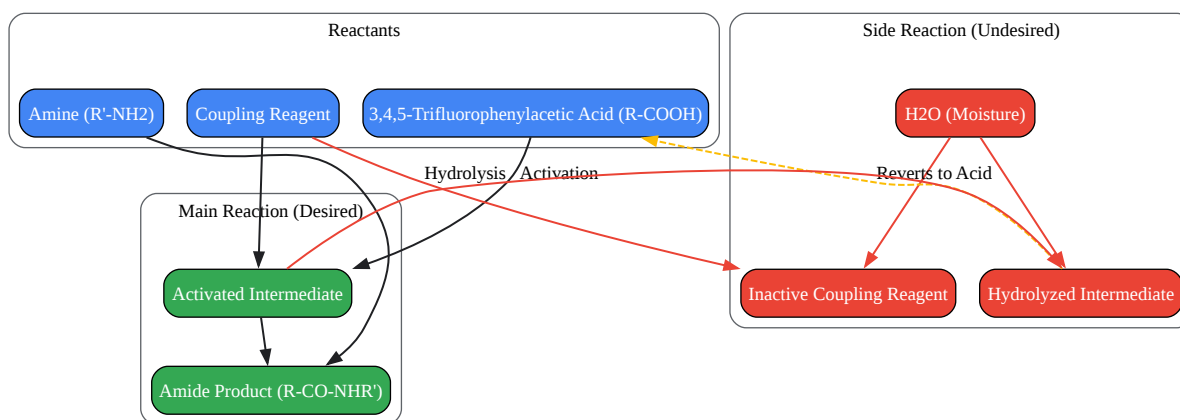 Reactants
Side Reaction (Undesired)
Amine (R'-NH2)
Coupling Reagent
3,4,5-Trifluorophenylacetic Acid (R-COOH)
H2O (Moisture)
Hydrolysis
Activation
Reverts to Acid
Main Reaction (Desired)
Activated Intermediate
Inactive Coupling Reagent
Hydrolyzed Intermediate
Amide Product (R-CO-NHR')